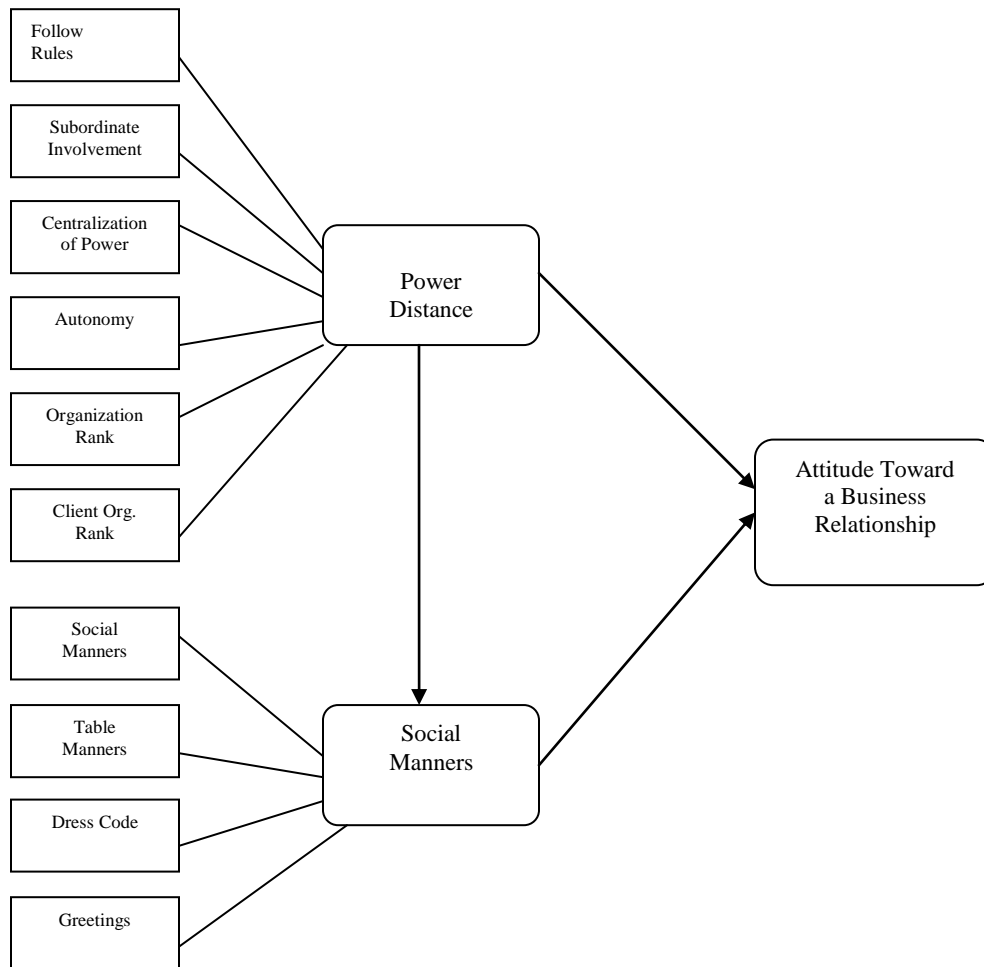 Follow
Rules
Subordinate
Involvement
Centralization
of Power
Autonomy
Organization
Rank
Client Org.
Rank
Social
Manners
Table
Manners
Dress Code
Greetings
Power
Distance
Social
Manners
Attitude Toward
a Business
Relationship